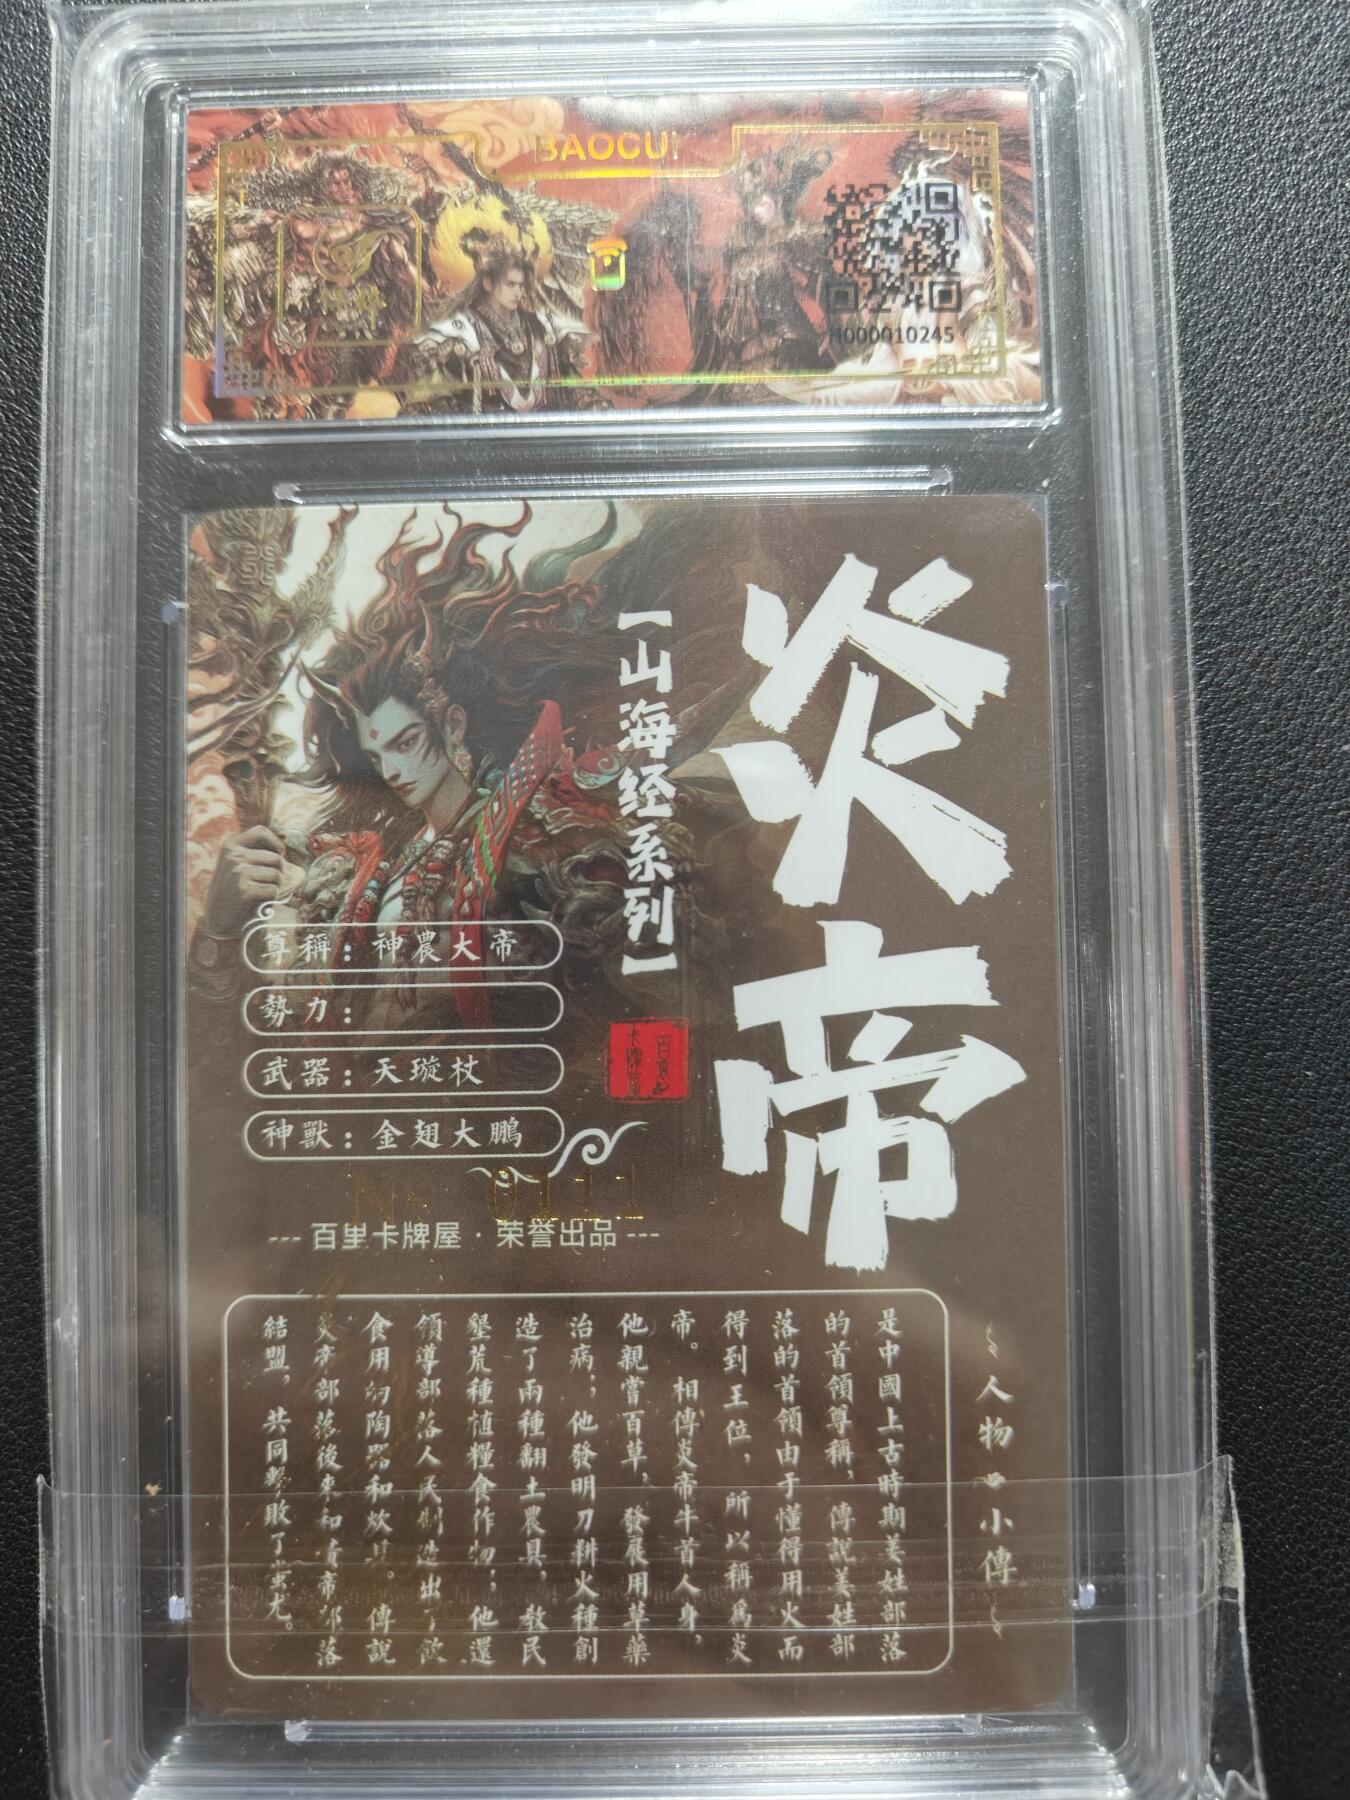 BAOCUI
H000010245
炎帝
【山海经系列】
尊稱：神農大帝
勢力：
武器：天璇杖
神獸：金翅大鵬
№ 0111
--- 百里卡牌屋 · 荣誉出品 ---
人物小傳
是中國上古時期姜姓部落
的首領尊稱，傳説姜姓部
落的首領由于懂得用火而
得到王位，所以稱爲炎
帝。相傳炎帝牛首人身，
他親嘗百草，發展用草藥
治病；他發明刀耕火種創
造了兩種翻土農具，教民
墾荒種植糧食作物；他還
領導部落人民制造出了飲
食用的陶器和炊具。傳説
炎帝部落後來和黄帝部落
結盟，共同擊敗了蚩尤。